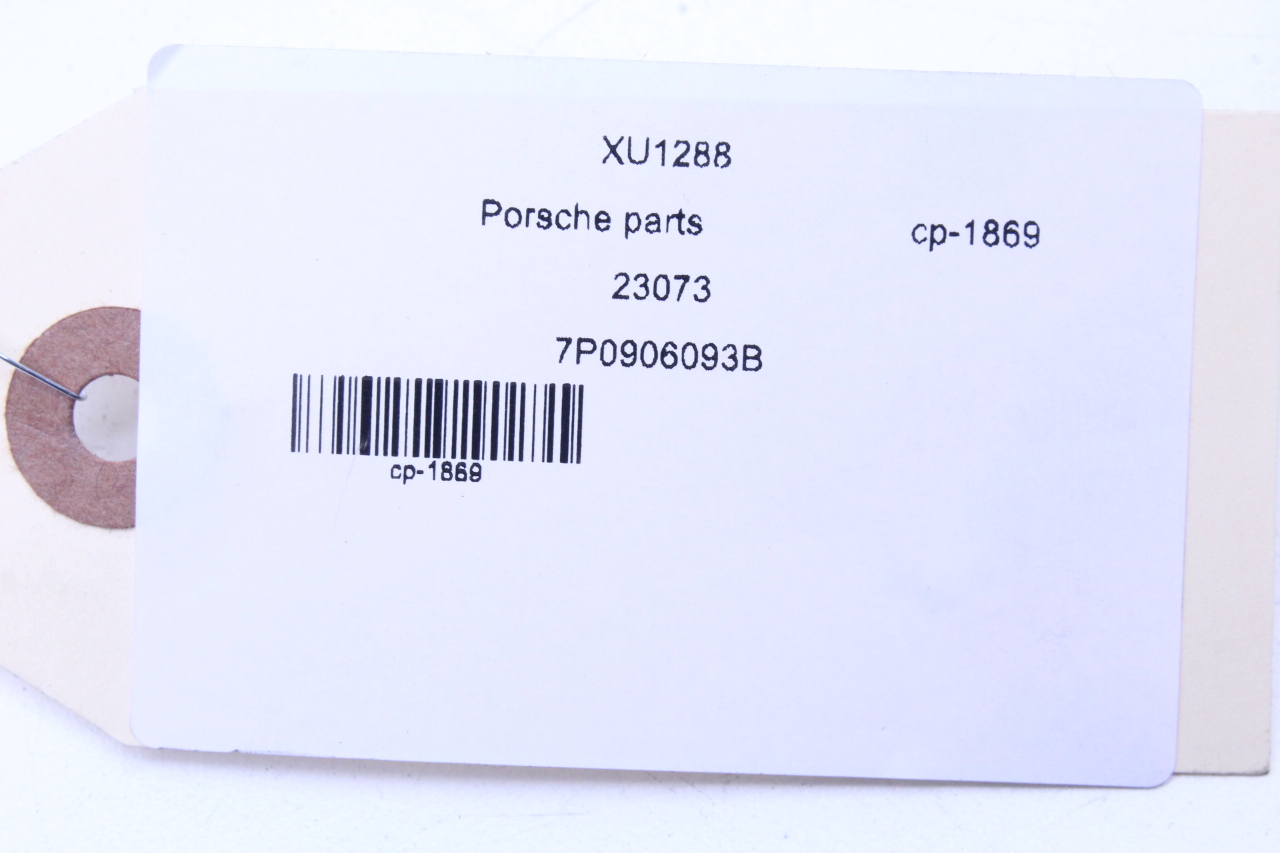 XU1288
Porsche parts cp-1869
23073
7P0906093B
cp-1869